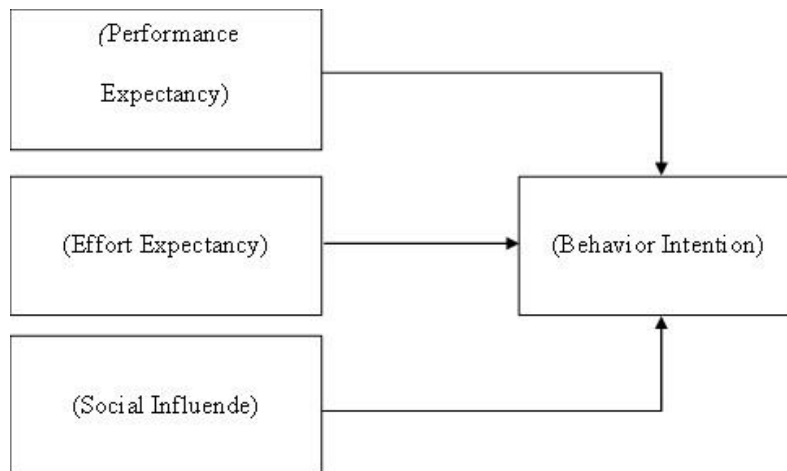 (Performance
Expectancy)
(Effort Expectancy)
(Behavior Intention)
(Social Influende)